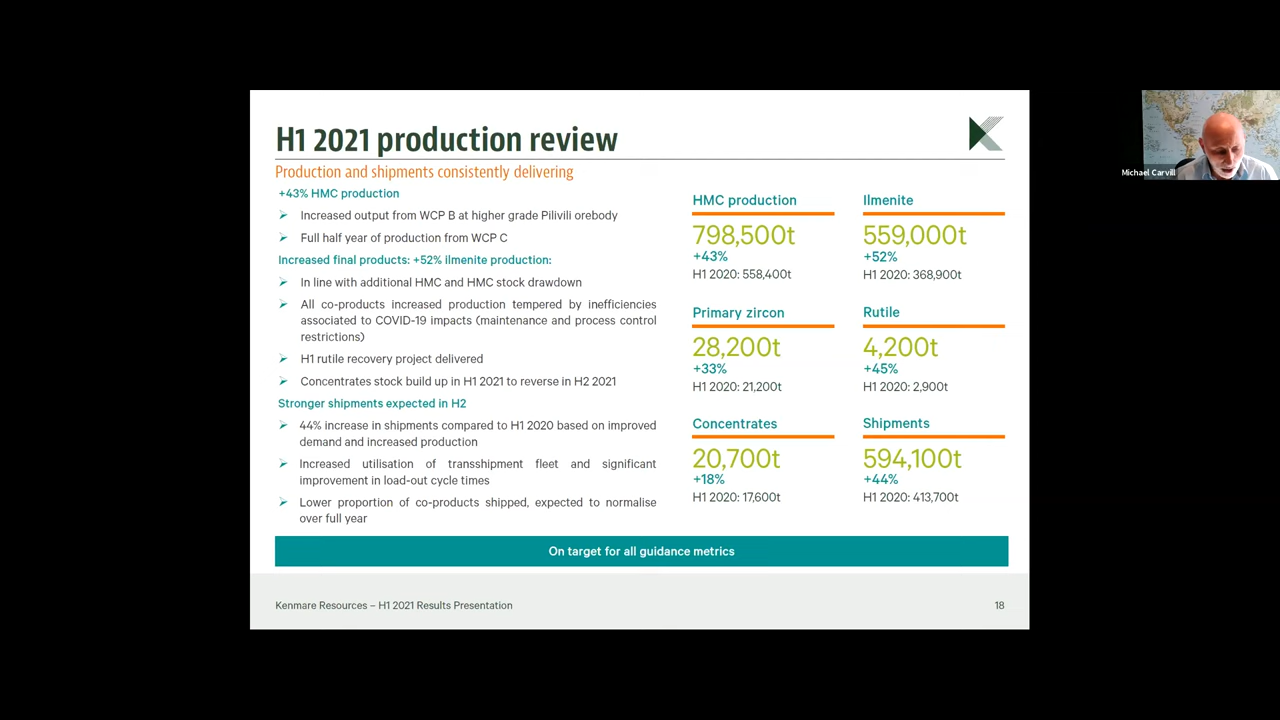 H1 2021 production review
Production and shipments consistently delivering
+43% HMC production
Increased output from WCP B at higher grade Pilivili orebody
Full half year of production from WCP C
Increased final products: +52% ilmenite production:
In line with additional HMC and HMC stock drawdown
All co-products increased production tempered by inefficiencies
associated to COVID-19 impacts (maintenance and process control
restrictions)
H1 rutile recovery project delivered
Concentrates stock build up in H1 2021 to reverse in H2 2021
Stronger shipments expected in H2
44% increase in shipments compared to H1 2020 based on improved
demand and increased production
Increased utilisation of transshipment fleet and significant
improvement in load-out cycle times
Lower proportion of co-products shipped, expected to normalise
over full year
HMC production
798,500t
+43%
H1 2020: 558,400t
Ilmenite
559,000t
+52%
H1 2020: 368,900t
Primary zircon
28,200t
+33%
H1 2020: 21,200t
Rutile
4,200t
+45%
H1 2020: 2,900t
Concentrates
20,700t
+18%
H1 2020: 17,600t
Shipments
594,100t
+44%
H1 2020: 413,700t
On target for all guidance metrics
Kenmare Resources – H1 2021 Results Presentation
18
Michael Carvill